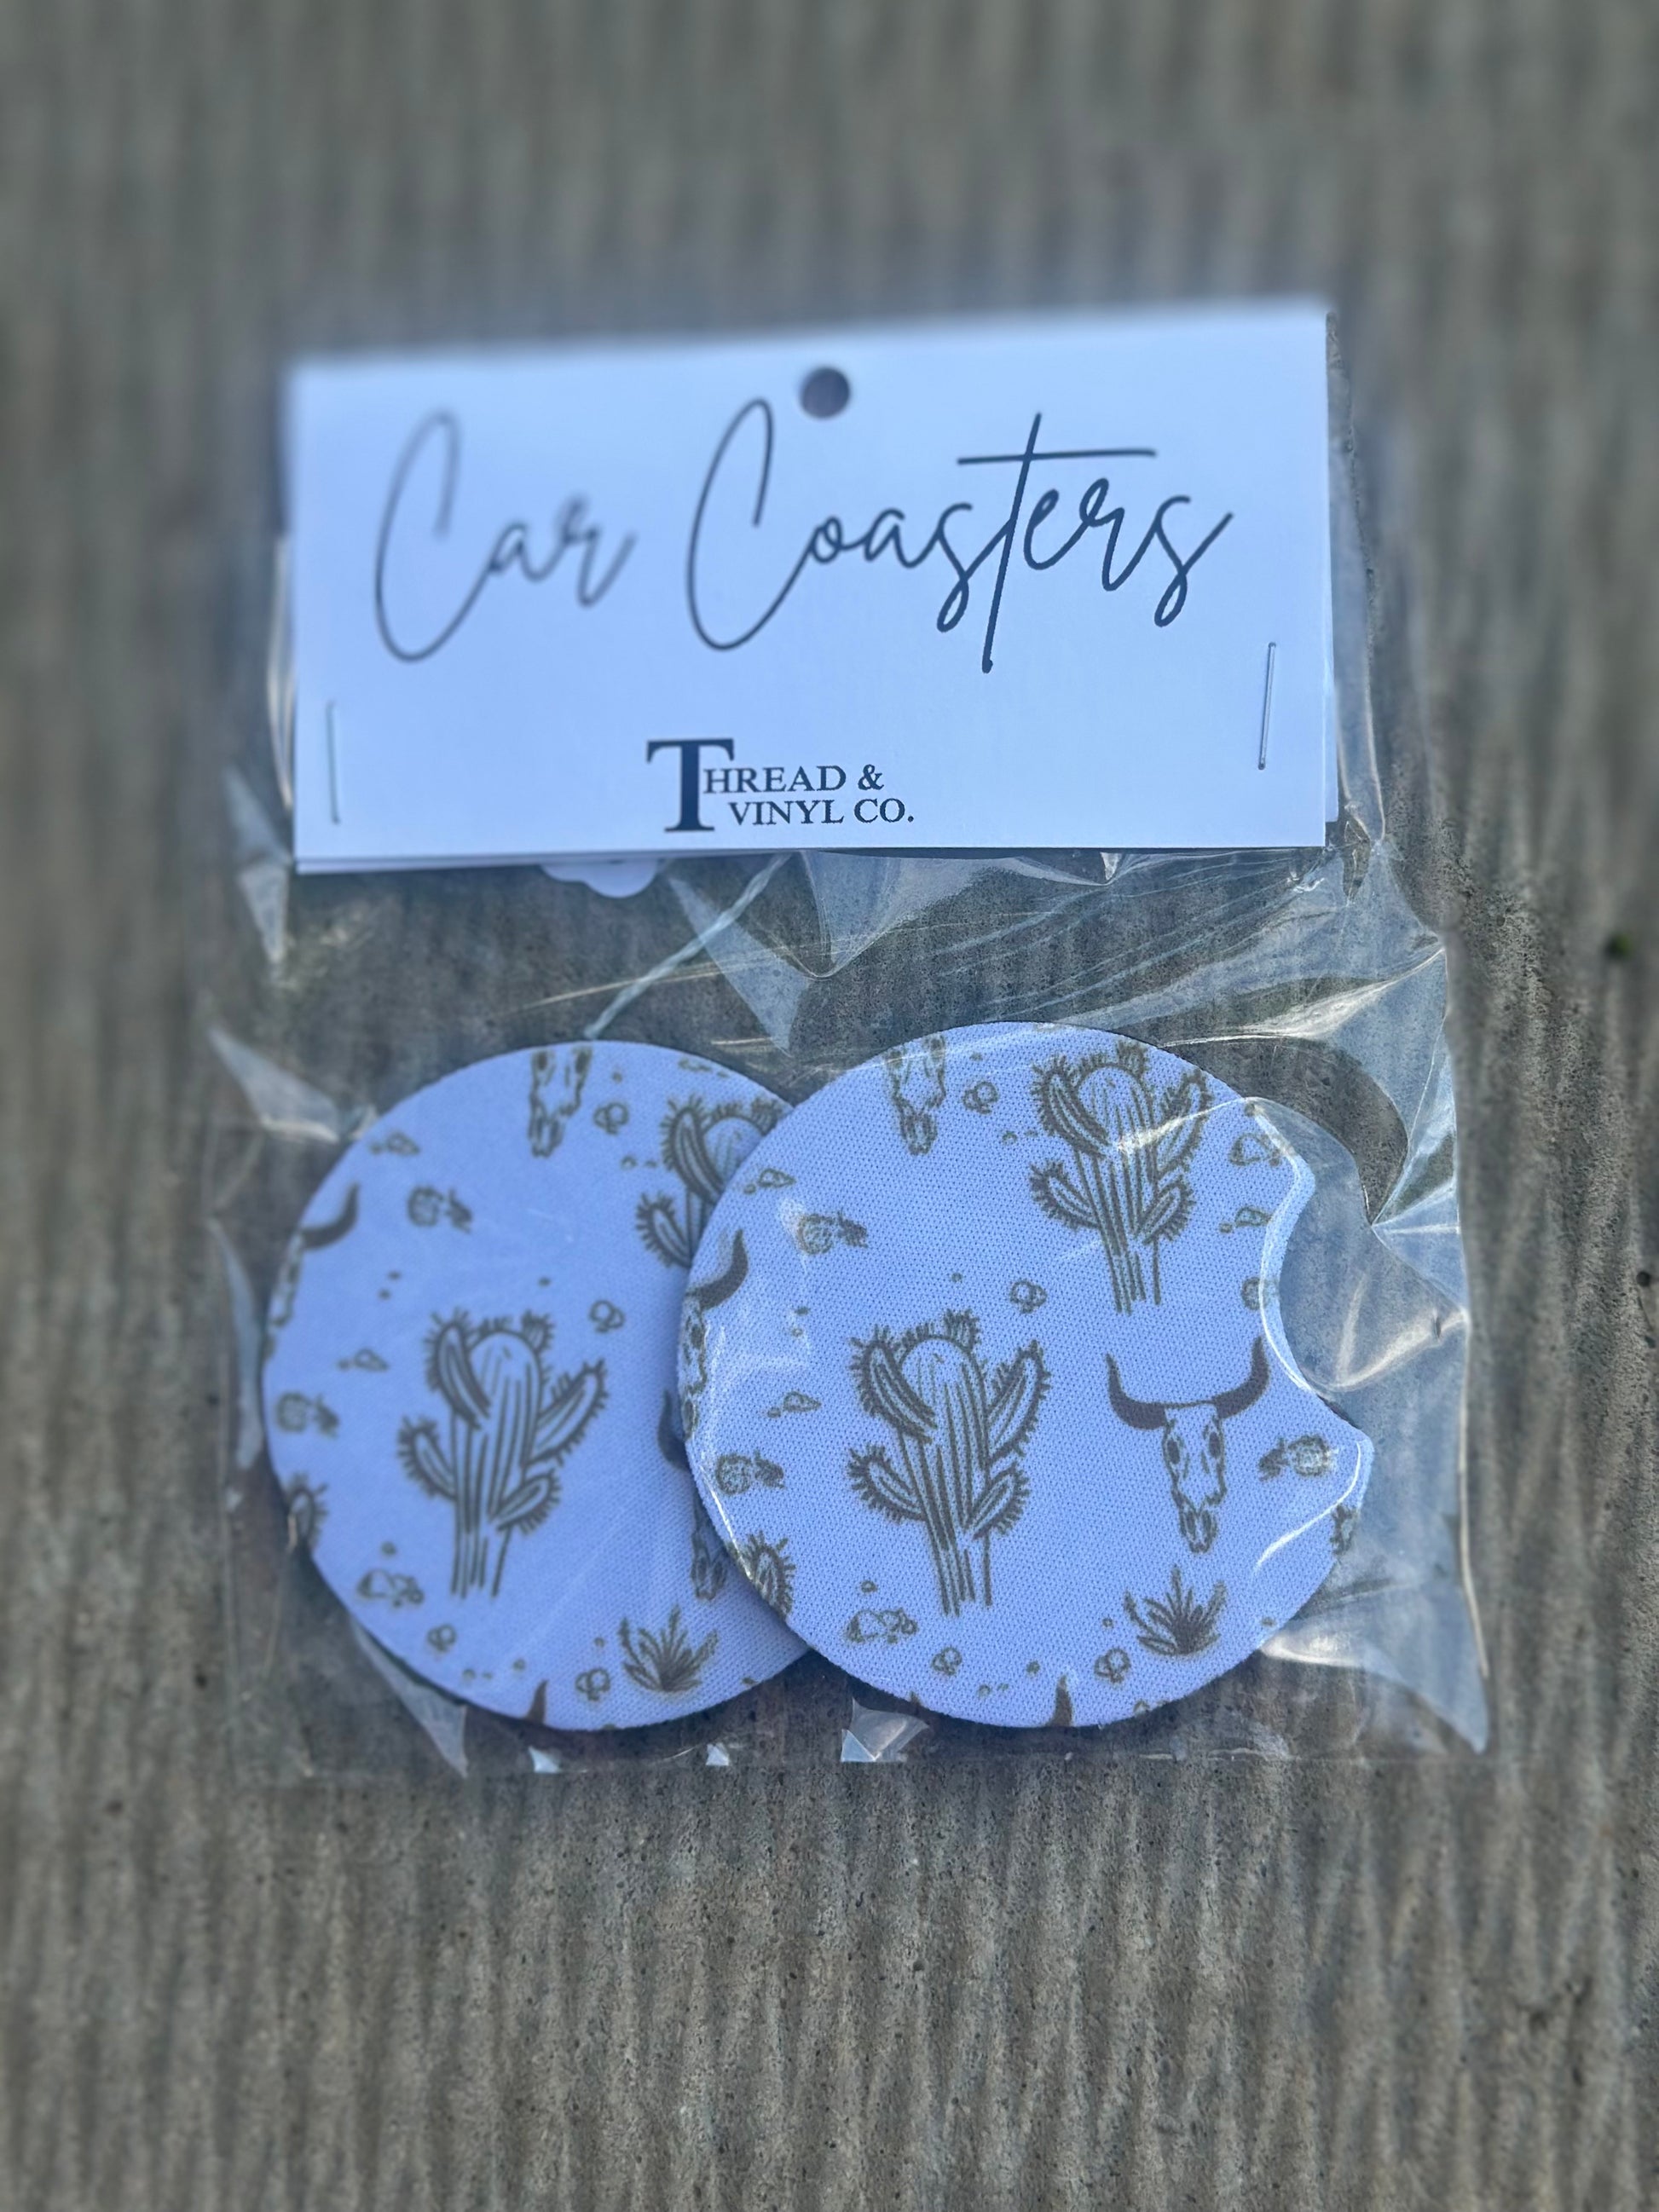 Car Coasters
THREAD &
VINYL CO.